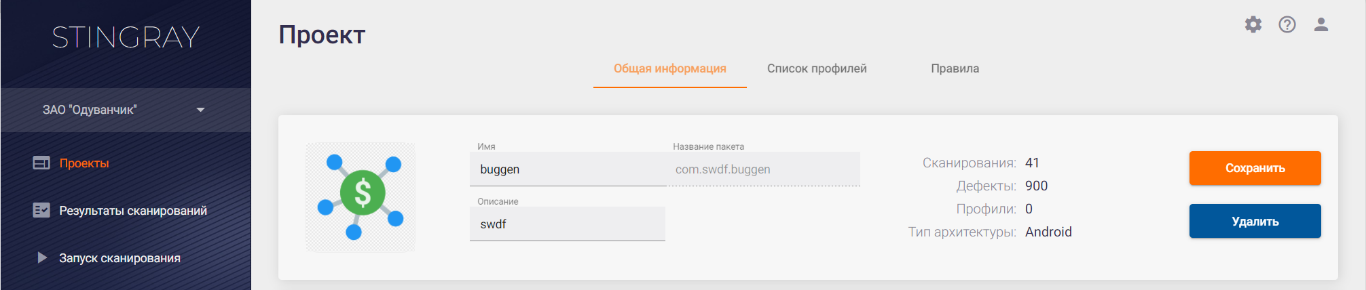 STINGRAY
ЗАО "Одуванчик"
Проекты
Результаты сканирований
Запуск сканирования
Проект
Общая информация
Список профилей
Правила
$
Имя
buggen
Название пакета
com.swdf.buggen
Описание
swdf
Сканирования: 41
Дефекты: 900
Профили: 0
Тип архитектуры: Android
Сохранить
Удалить